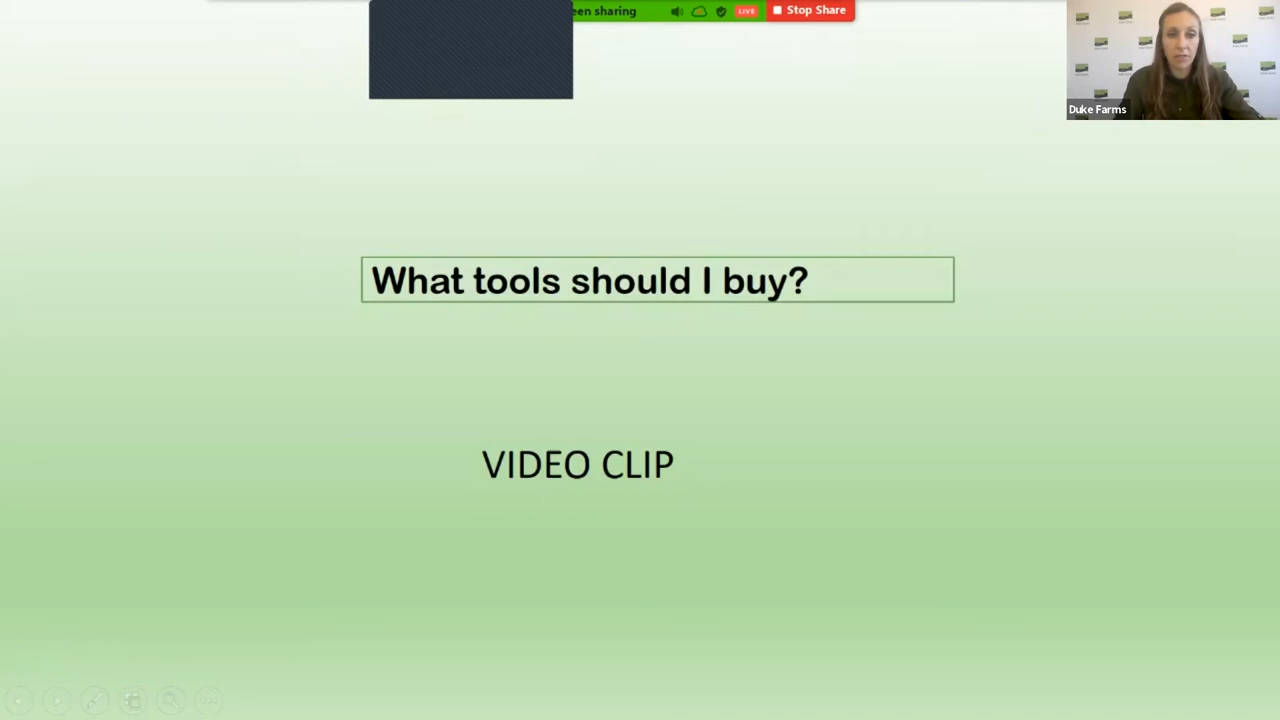 een sharing
LIVE
Stop Share
Duke Farms
What tools should I buy?
VIDEO CLIP